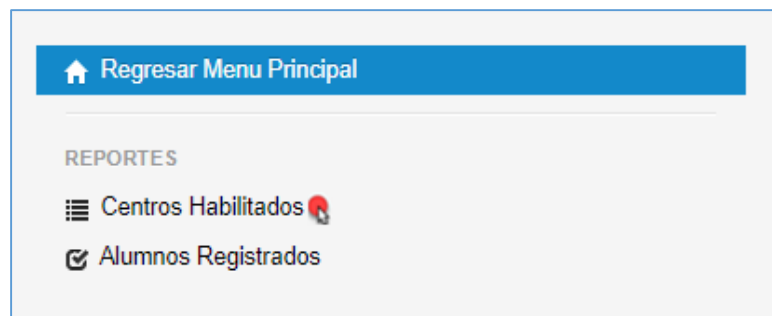 Regresar Menu Principal
REPORTES
Centros Habilitados
Alumnos Registrados